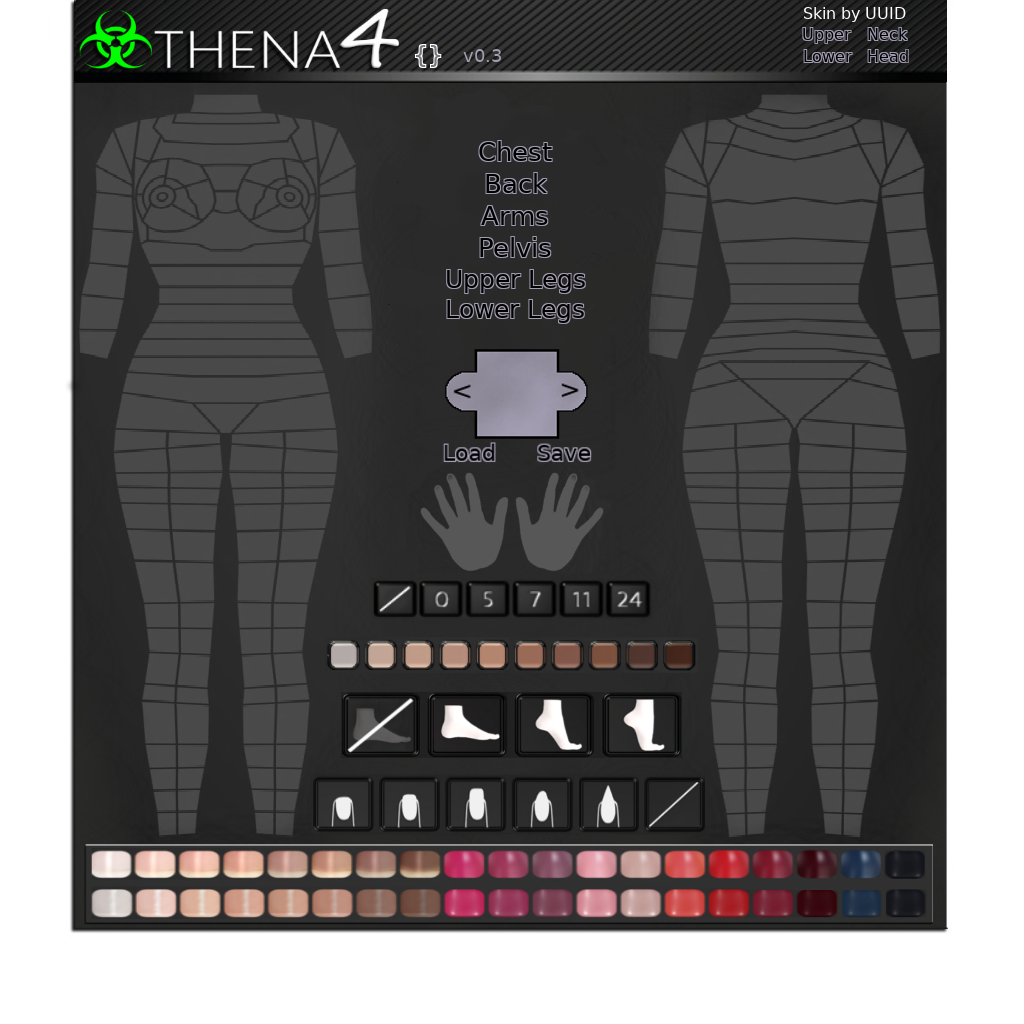 THENA4 {} v0.3
Skin by UUID
Upper Neck
Lower Head
Chest
Back
Arms
Pelvis
Upper Legs
Lower Legs
< >
Load Save
0 5 7 11 24